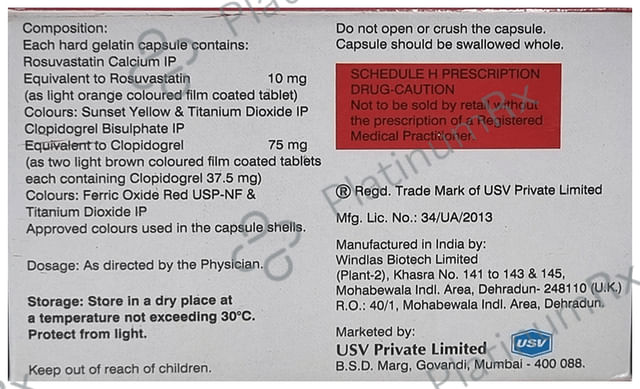 Composition:
Each hard gelatin capsule contains:
Rosuvastatin Calcium IP
Equivalent to Rosuvastatin 10 mg
(as light orange coloured film coated tablet)
Colours: Sunset Yellow & Titanium Dioxide IP
Clopidogrel Bisulphate IP
Equivalent to Clopidogrel 75 mg
(as two light brown coloured film coated tablets
each containing Clopidogrel 37.5 mg)
Colours: Ferric Oxide Red USP-NF &
Titanium Dioxide IP
Approved colours used in the capsule shells.
Dosage: As directed by the Physician.
Storage: Store in a dry place at
a temperature not exceeding 30°C.
Protect from light.
Keep out of reach of children.
Do not open or crush the capsule.
Capsule should be swallowed whole.
SCHEDULE H PRESCRIPTION
DRUG-CAUTION
Not to be sold by retail without
the prescription of a Registered
Medical Practitioner.
® Regd. Trade Mark of USV Private Limited
Mfg. Lic. No.: 34/UA/2013
Manufactured in India by:
Windlas Biotech Limited
(Plant-2), Khasra No. 141 to 143 & 145,
Mohabewala Indl. Area, Dehradun- 248110 (U.K.)
R.O.: 40/1, Mohabewala Indl. Area, Dehradun.
Marketed by:
USV Private Limited USV
B.S.D. Marg, Govandi, Mumbai - 400 088.
PlatinumRx
PlatinumRx